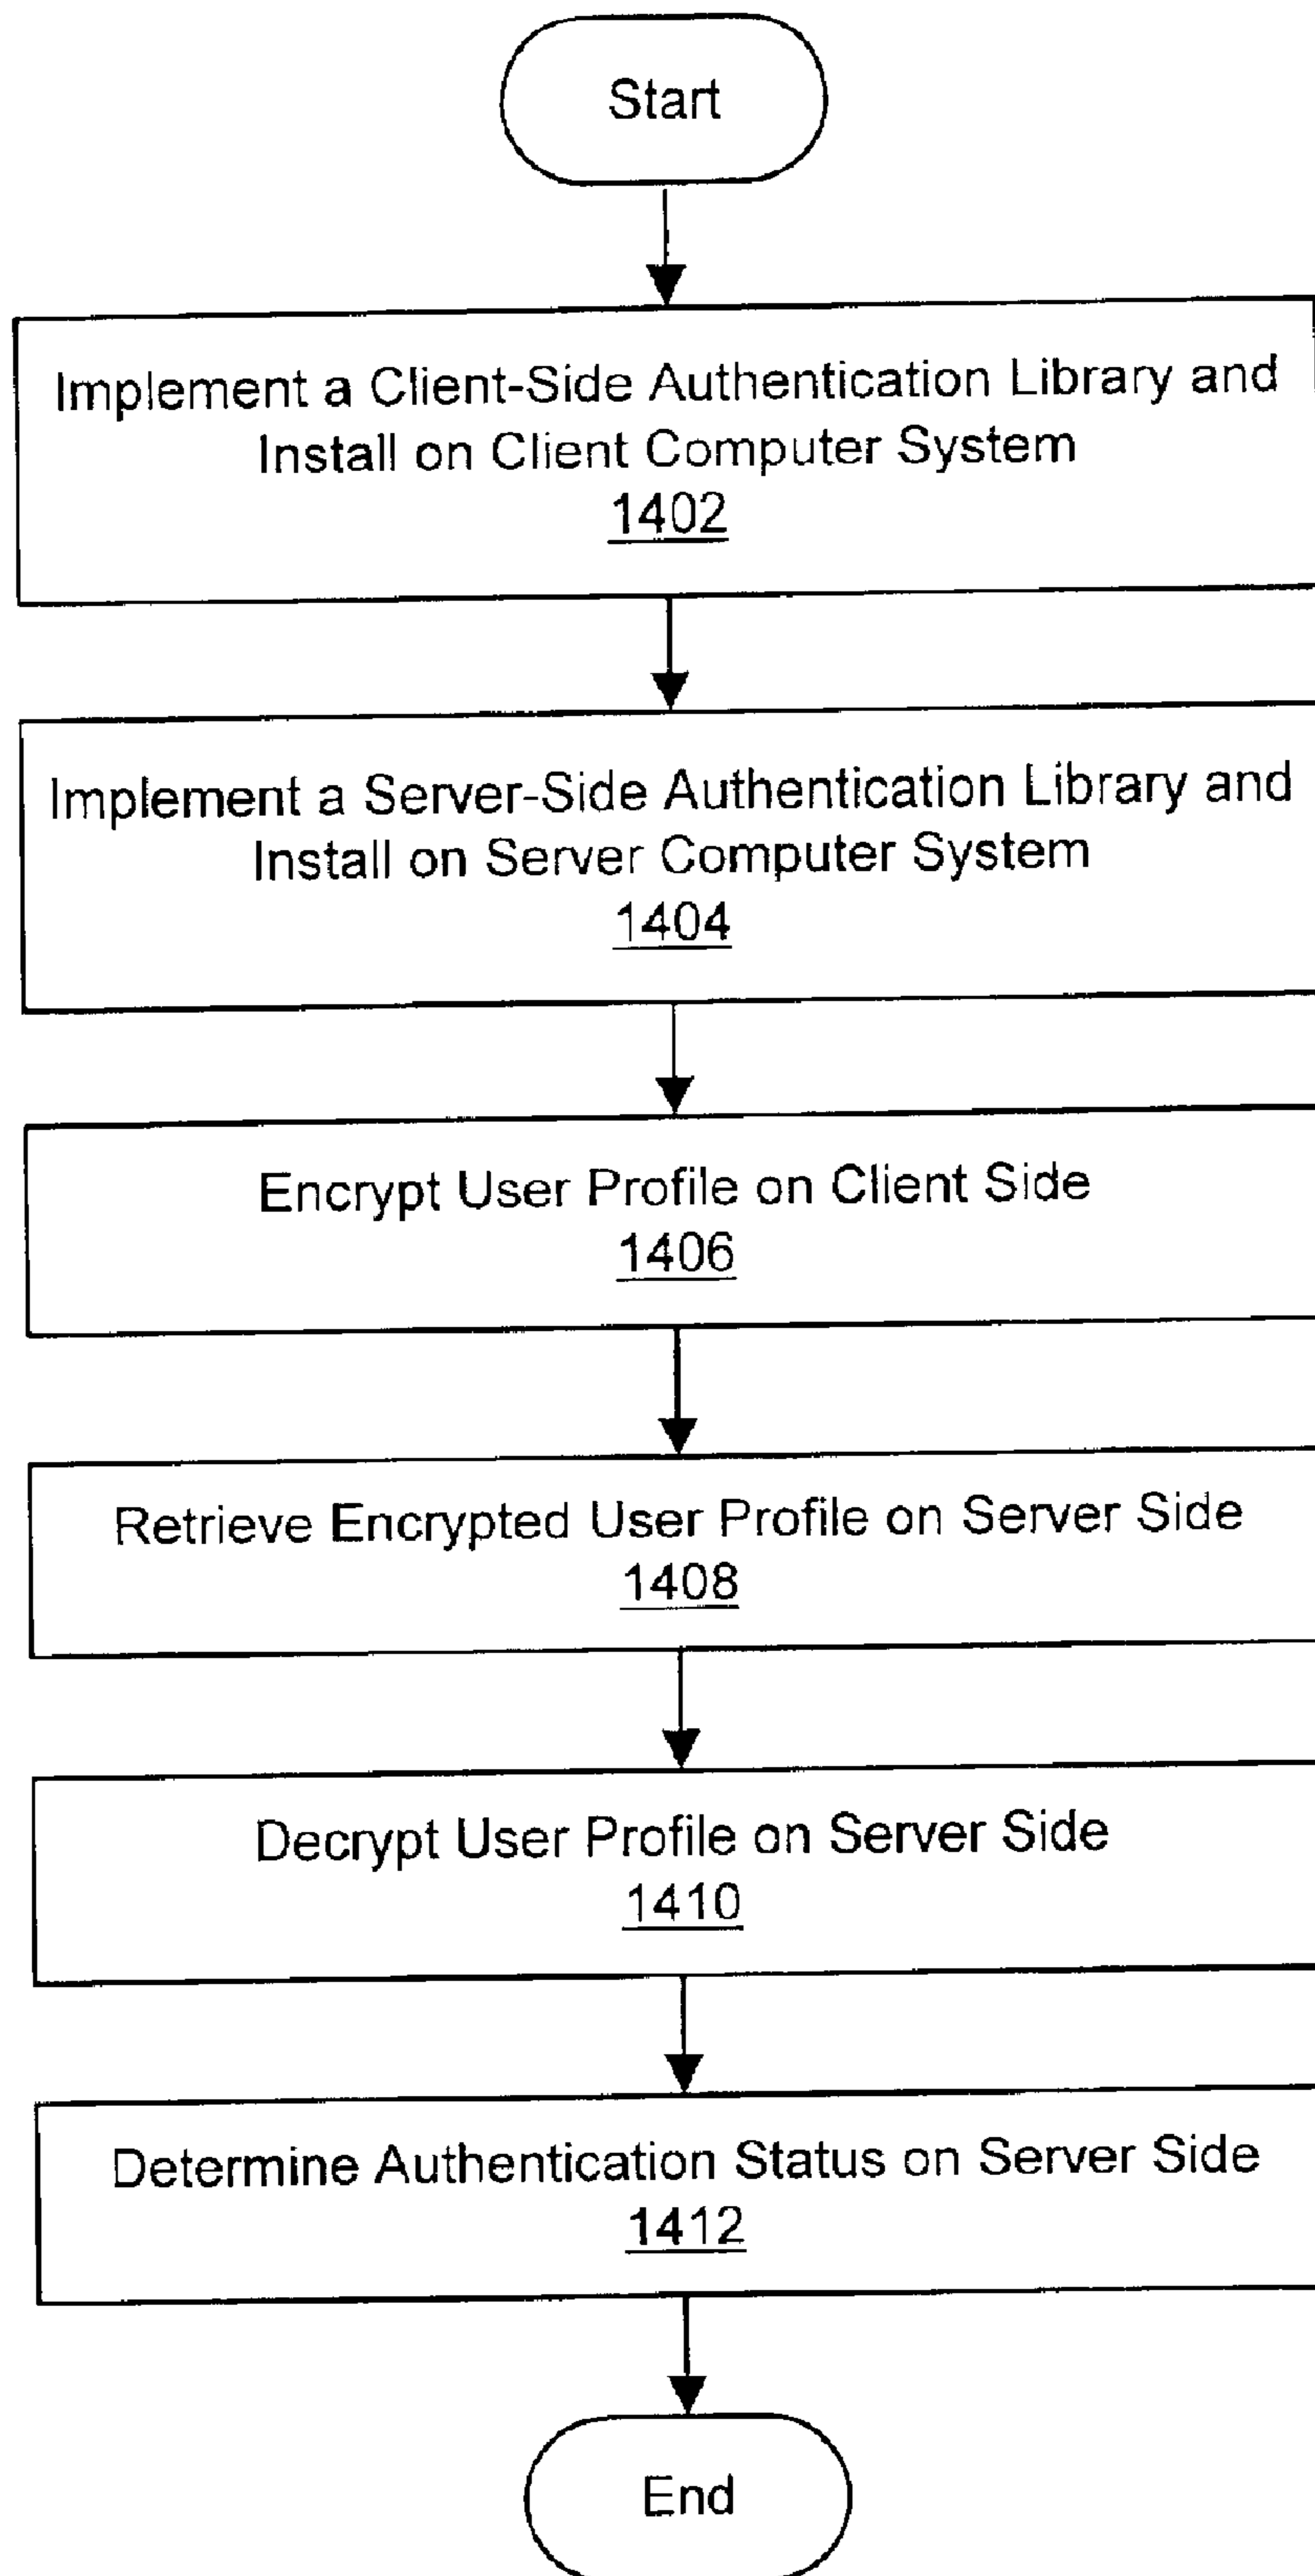 Start
Implement a Client-Side Authentication Library and
Install on Client Computer System
1402
Implement a Server-Side Authentication Library and
Install on Server Computer System
1404
Encrypt User Profile on Client Side
1406
Retrieve Encrypted User Profile on Server Side
1408
Decrypt User Profile on Server Side
1410
Determine Authentication Status on Server Side
1412
End